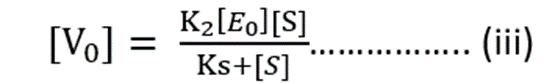 [V₀] = K₂[E₀][S] / Ks+[S] .................. (iii)